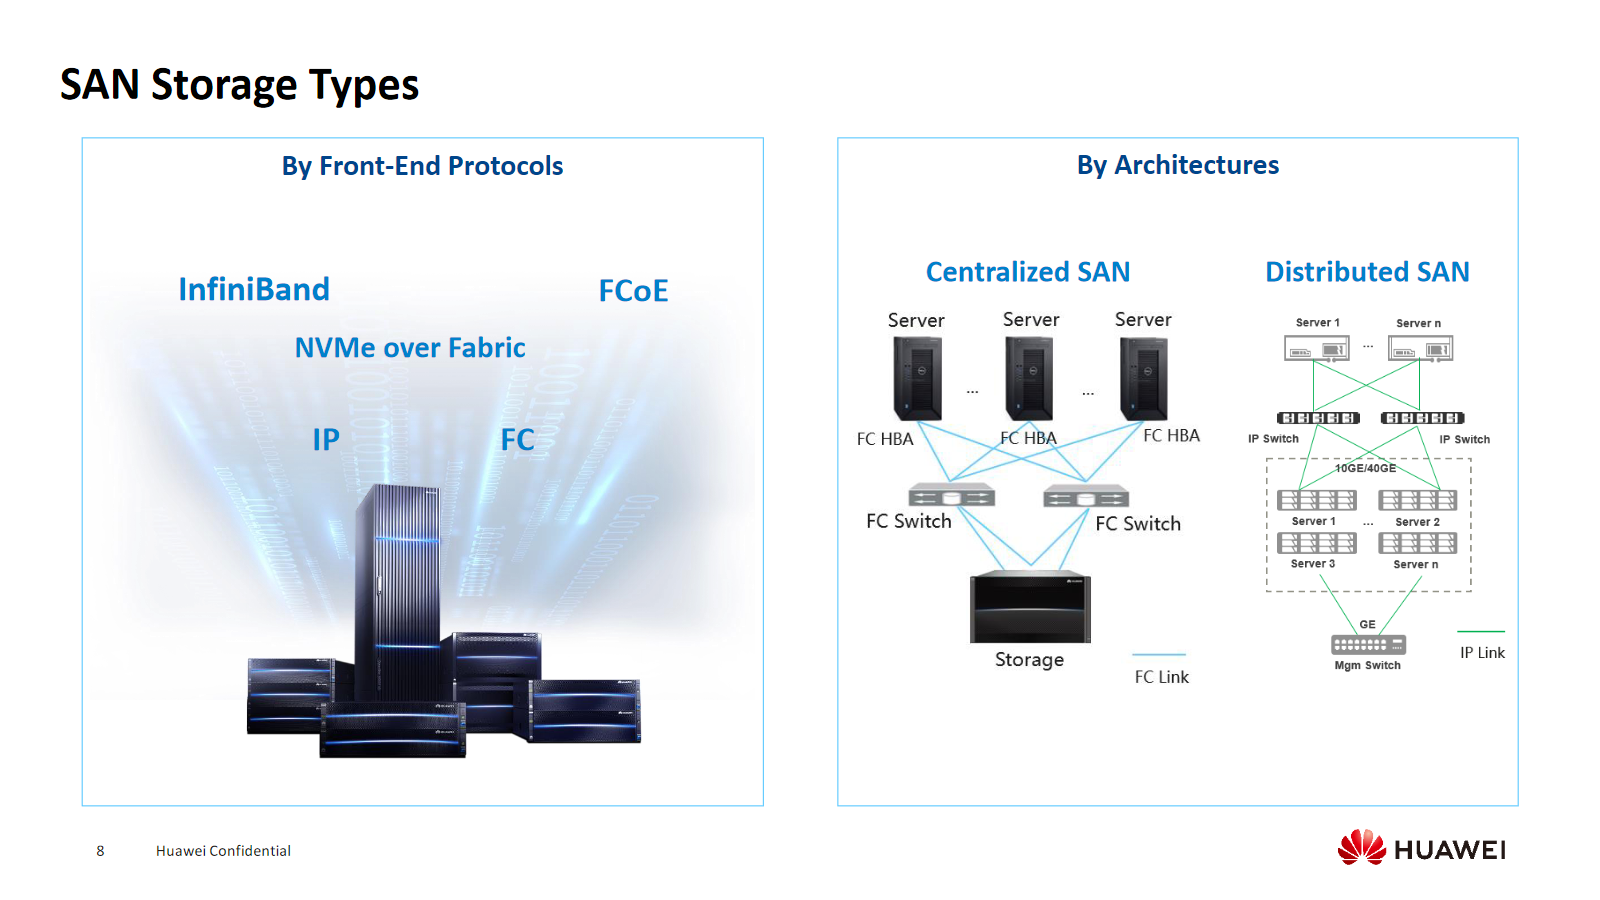 SAN Storage Types
By Front-End Protocols
InfiniBand
FCoE
NVMe over Fabric
IP
FC
HUAWEI
HUAWEI
By Architectures
Centralized SAN
Server
Server
Server
...
...
FC HBA
FC HBA
FC HBA
FC Switch
FC Switch
Storage
FC Link
Distributed SAN
Server 1
...
Server n
IP Switch
IP Switch
10GE/40GE
Server 1
...
Server 2
Server 3
Server n
GE
Mgm Switch
IP Link
8
Huawei Confidential
HUAWEI